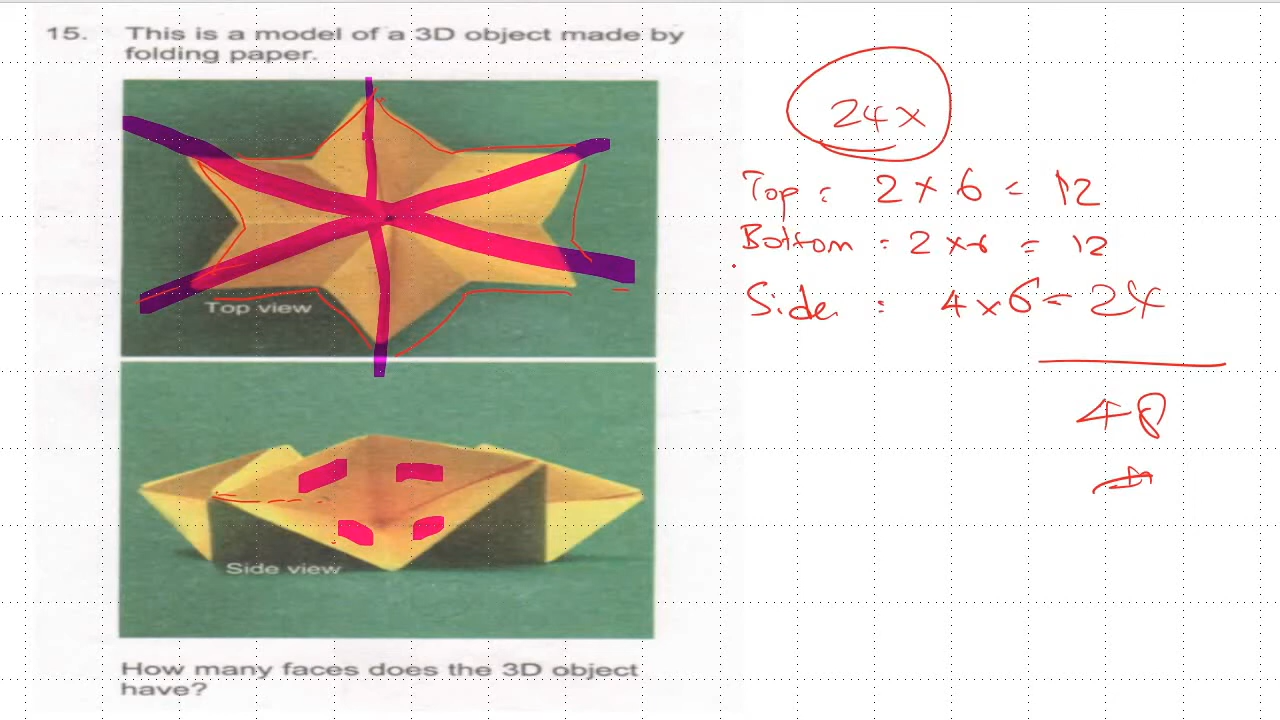 15. This is a model of a 3D object made by
folding paper.
Top view
Side view
How many faces does the 3D object
have?
24 x
Top : 2 x 6 = 12
Bottom : 2 x 6 = 12
Side : 4 x 6 = 24
48